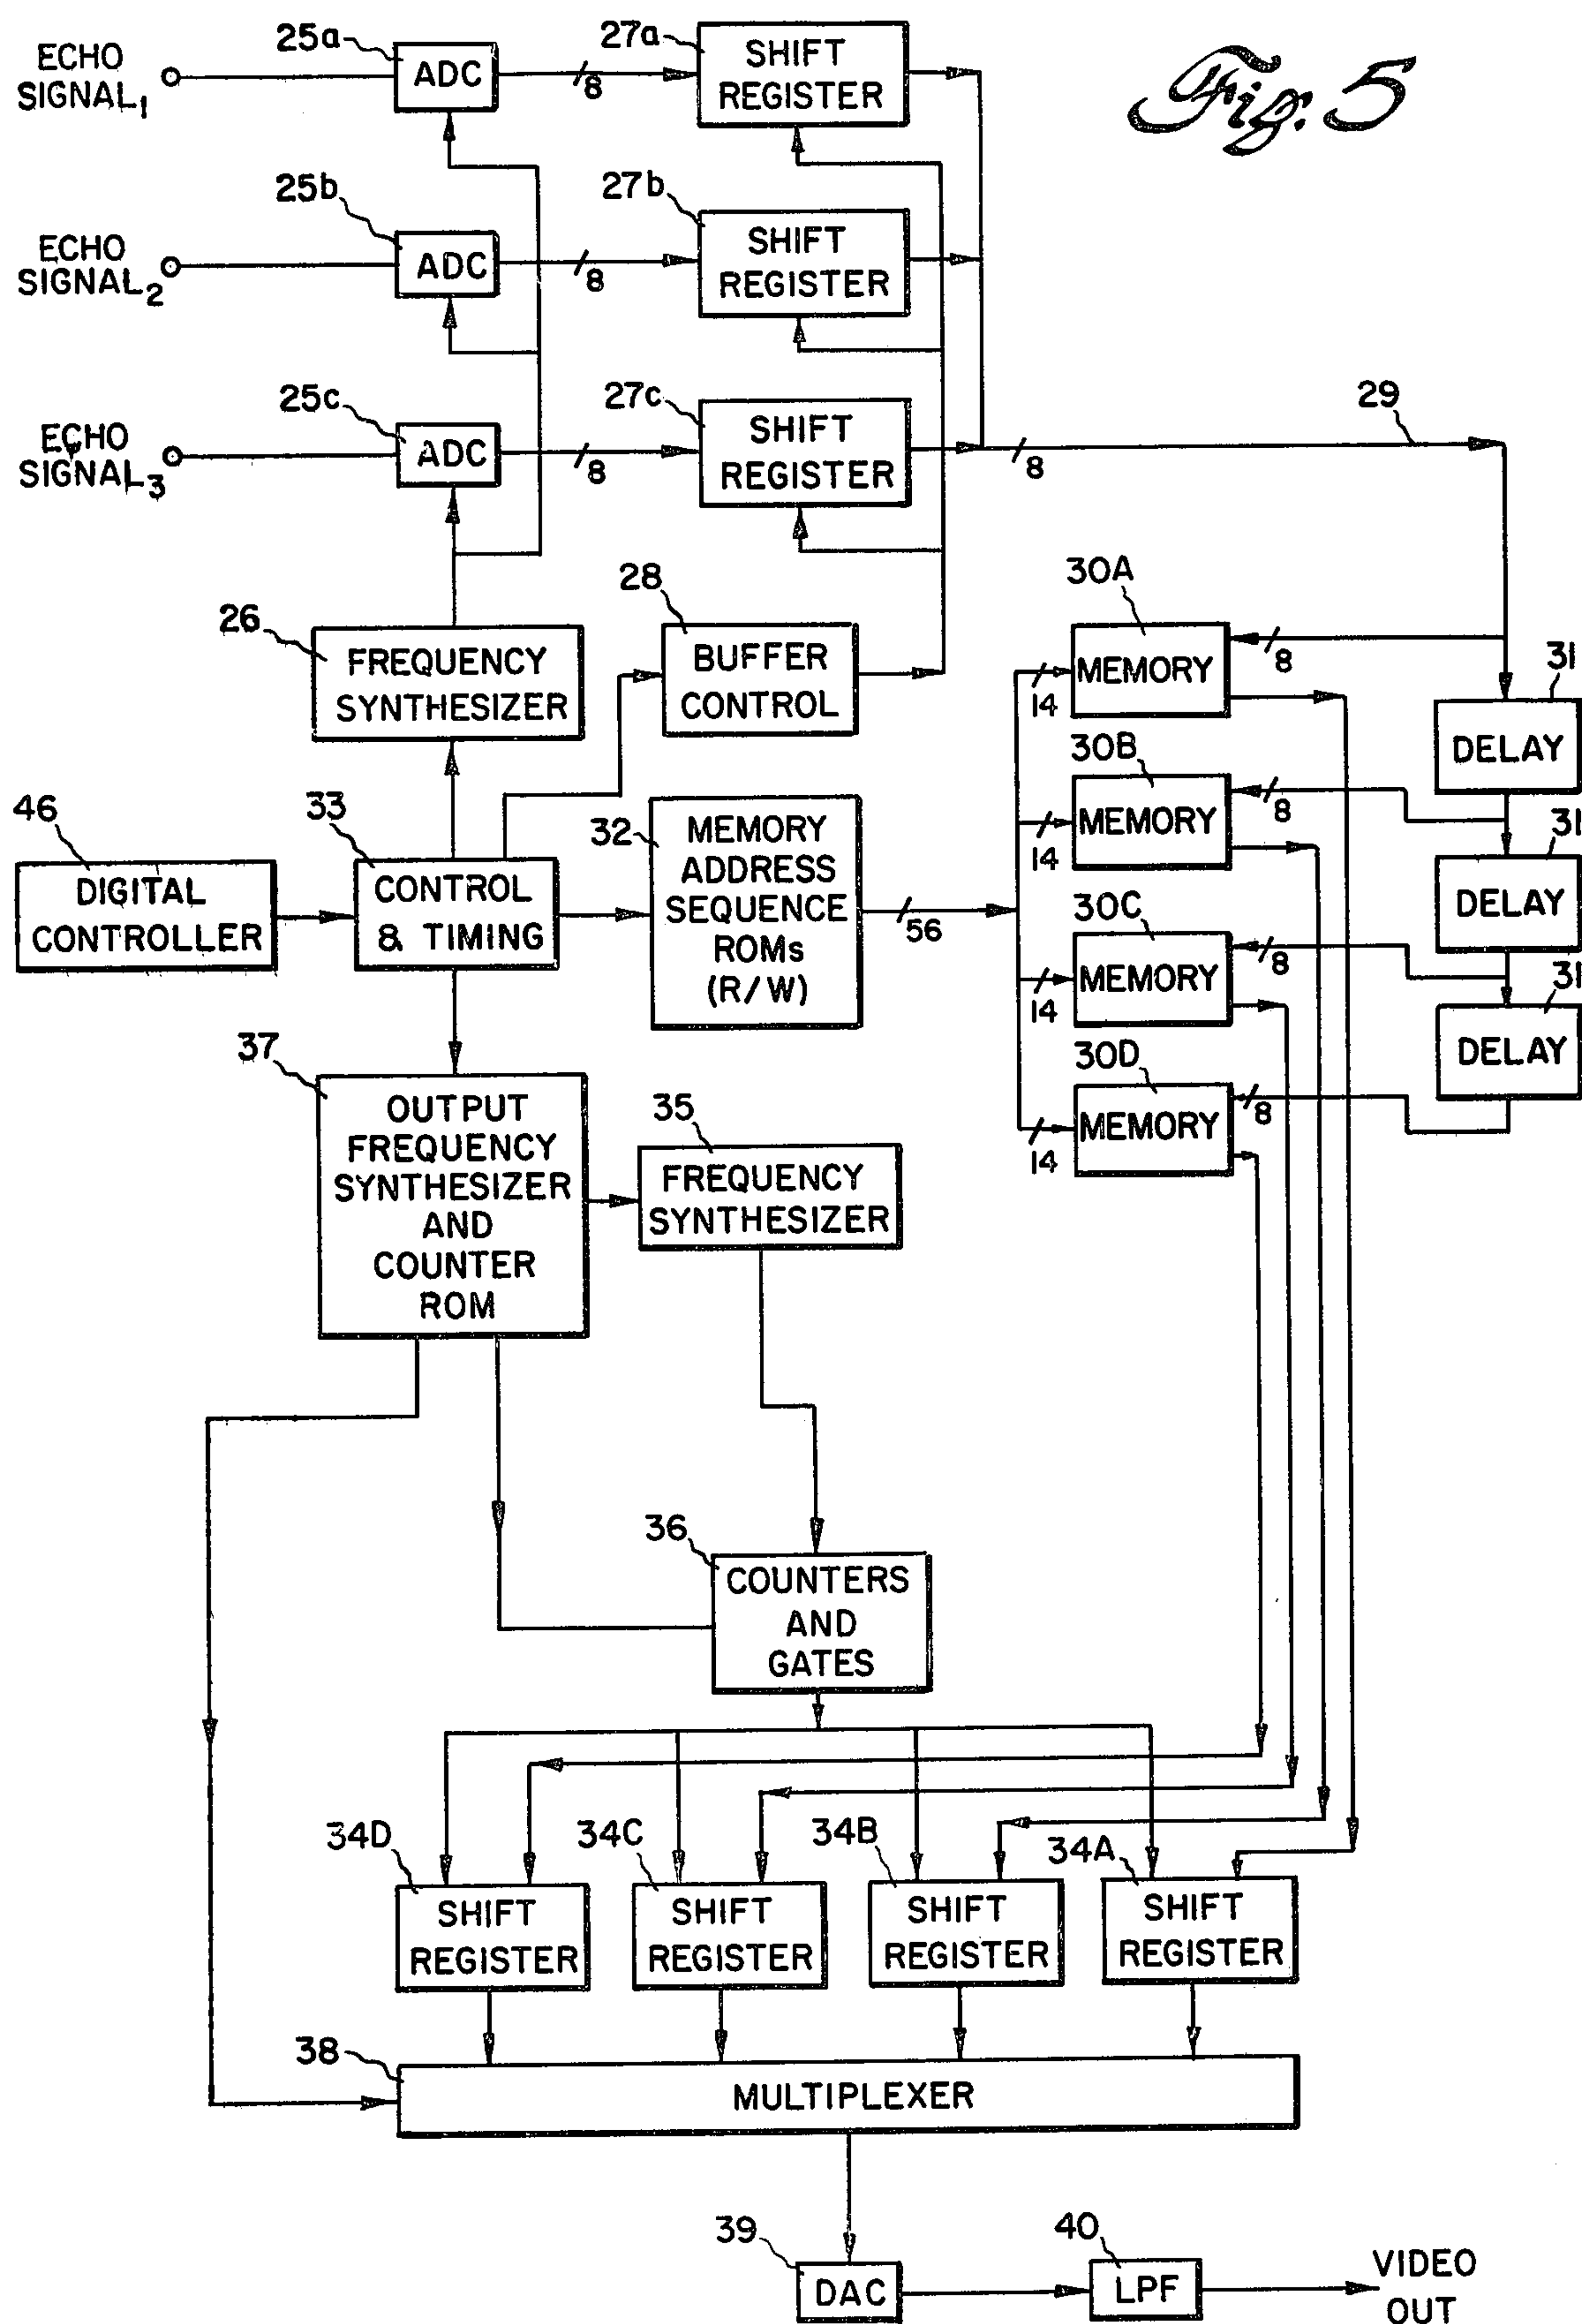 Fig. 5
ECHO
SIGNAL1
25a
ADC
8
27a
SHIFT
REGISTER
ECHO
SIGNAL2
25b
ADC
8
27b
SHIFT
REGISTER
ECHO
SIGNAL3
25c
ADC
8
27c
SHIFT
REGISTER
8
29
26
FREQUENCY
SYNTHESIZER
28
BUFFER
CONTROL
30A
14
MEMORY
8
31
DELAY
30B
14
MEMORY
8
31
DELAY
30C
14
MEMORY
8
31
DELAY
30D
14
MEMORY
8
46
DIGITAL
CONTROLLER
33
CONTROL
& TIMING
32
MEMORY
ADDRESS
SEQUENCE
ROMs
(R/W)
56
37
OUTPUT
FREQUENCY
SYNTHESIZER
AND
COUNTER
ROM
35
FREQUENCY
SYNTHESIZER
36
COUNTERS
AND
GATES
34D
SHIFT
REGISTER
34C
SHIFT
REGISTER
34B
SHIFT
REGISTER
34A
SHIFT
REGISTER
38
MULTIPLEXER
39
DAC
40
LPF
VIDEO
OUT